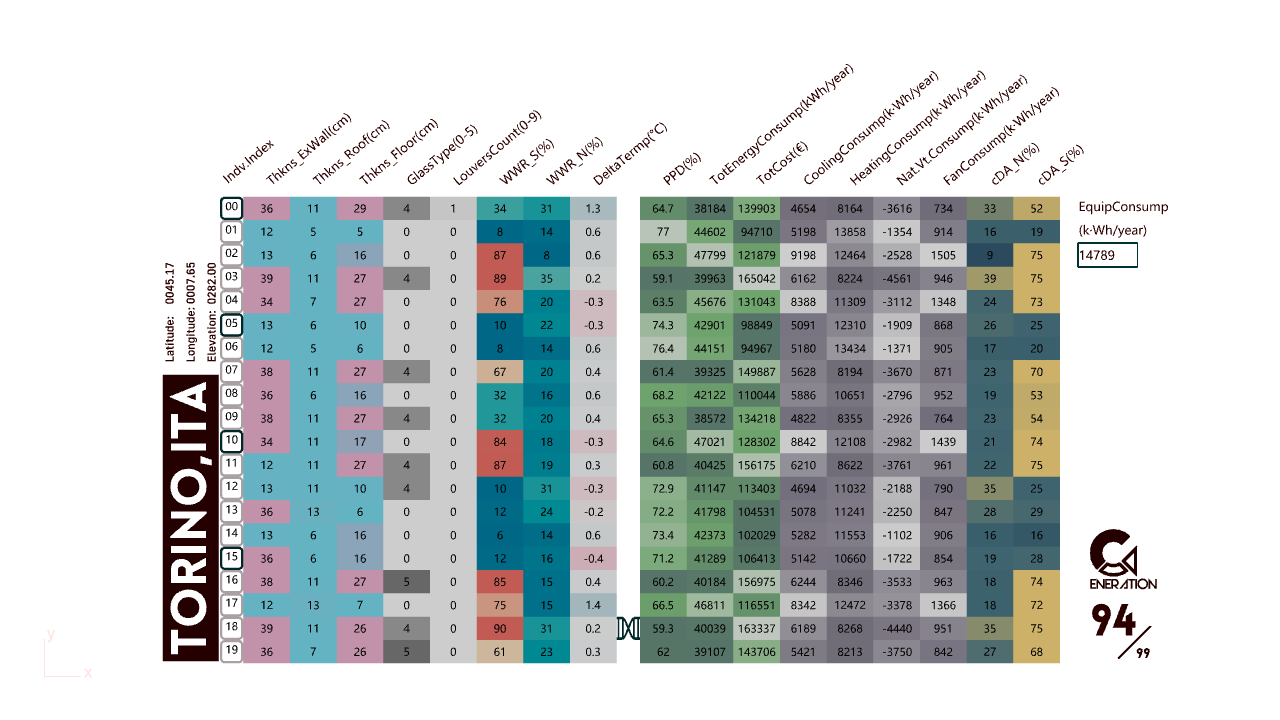 Indv.Index Thkns_ExWall(cm) Thkns_Roof(cm) Thkns_Floor(cm) GlassType(0-5) LouversCount(0-9) WWR_S(%) WWR_N(%) DeltaTermp(°C) PPD(%) TotEnergyConsump(kWh/year) TotCost(€) CoolingConsump(k·Wh/year) HeatingConsump(k·Wh/year) Nat.Vt.Consump(k·Wh/year) FanConsump(k·Wh/year) cDA_N(%) cDA_S(%)
00 36 11 29 4 1 34 31 1.3 64.7 38184 139903 4654 8164 -3616 734 33 52
01 12 5 5 0 0 8 14 0.6 77 44602 94710 5198 13858 -1354 914 16 19
02 13 6 16 0 0 87 8 0.6 65.3 47799 121879 9198 12464 -2528 1505 9 75
03 39 11 27 4 0 89 35 0.2 59.1 39963 165042 6162 8224 -4561 946 39 75
04 34 7 27 0 0 76 20 -0.3 63.5 45676 131043 8388 11309 -3112 1348 24 73
05 13 6 10 0 0 10 22 -0.3 74.3 42901 98849 5091 12310 -1909 868 26 25
06 12 5 6 0 0 8 14 0.6 76.4 44151 94967 5180 13434 -1371 905 17 20
07 38 11 27 4 0 67 20 0.4 61.4 39325 149887 5628 8194 -3670 871 23 70
08 36 6 16 0 0 32 16 0.6 68.2 42122 110044 5886 10651 -2796 952 19 53
09 38 11 27 4 0 32 20 0.4 65.3 38572 134218 4822 8355 -2926 764 23 54
10 34 11 17 0 0 84 18 -0.3 64.6 47021 128302 8842 12108 -2982 1439 21 74
11 12 11 27 4 0 87 19 0.3 60.8 40425 156175 6210 8622 -3761 961 22 75
12 13 11 10 4 0 10 31 -0.3 72.9 41147 113403 4694 11032 -2188 790 35 25
13 36 13 6 0 0 12 24 -0.2 72.2 41798 104531 5078 11241 -2250 847 28 29
14 13 6 16 0 0 6 14 0.6 73.4 42373 102029 5282 11553 -1102 906 16 16
15 36 6 16 0 0 12 16 -0.4 71.2 41289 106413 5142 10660 -1722 854 19 28
16 38 11 27 5 0 85 15 0.4 60.2 40184 156975 6244 8346 -3533 963 18 74
17 12 13 7 0 0 75 15 1.4 66.5 46811 116551 8342 12472 -3378 1366 18 72
18 39 11 26 4 0 90 31 0.2 59.3 40039 163337 6189 8268 -4440 951 35 75
19 36 7 26 5 0 61 23 0.3 62 39107 143706 5421 8213 -3750 842 27 68
EquipConsump
(k·Wh/year)
14789
Latitude: 0045.17
Longitude: 0007.65
Elevation: 0282.00
TORINO,ITA
ENERATION
94/99
y
x